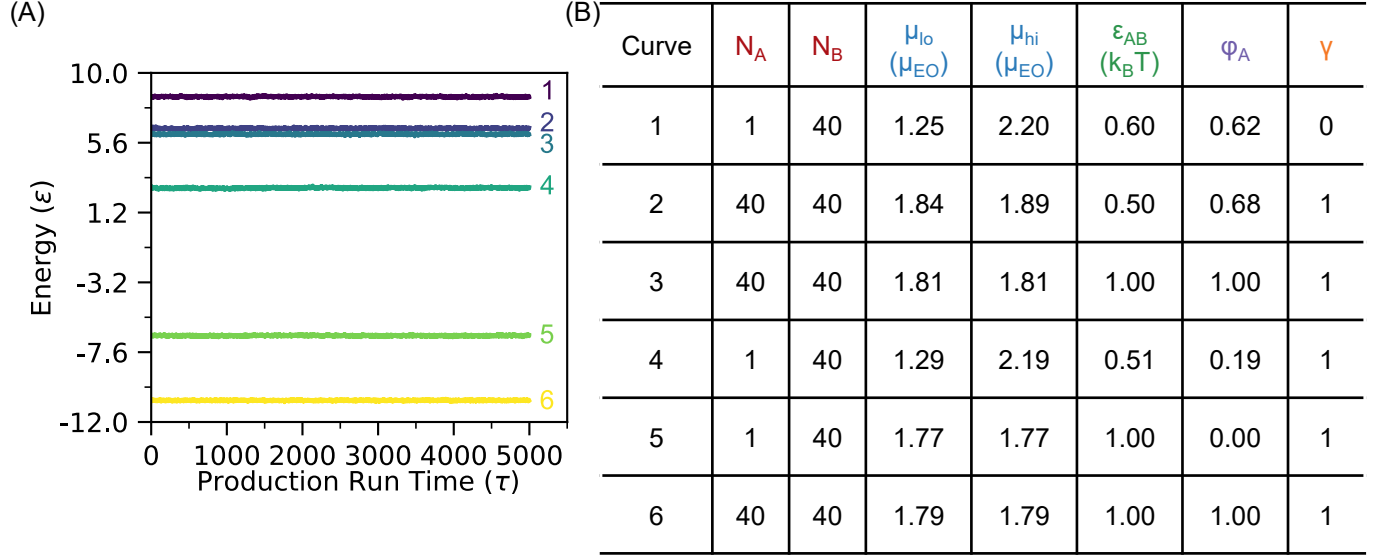 (A)
10.0
5.6
1.2
-3.2
-7.6
-12.0
Energy (ε)
0 1000 2000 3000 4000 5000
Production Run Time (τ)
1
2
3
4
5
6
(B)
Curve N_A N_B μ_lo (μ_EO) μ_hi (μ_EO) ε_AB (k_BT) φ_A γ
1 1 40 1.25 2.20 0.60 0.62 0
2 40 40 1.84 1.89 0.50 0.68 1
3 40 40 1.81 1.81 1.00 1.00 1
4 1 40 1.29 2.19 0.51 0.19 1
5 1 40 1.77 1.77 1.00 0.00 1
6 40 40 1.79 1.79 1.00 1.00 1